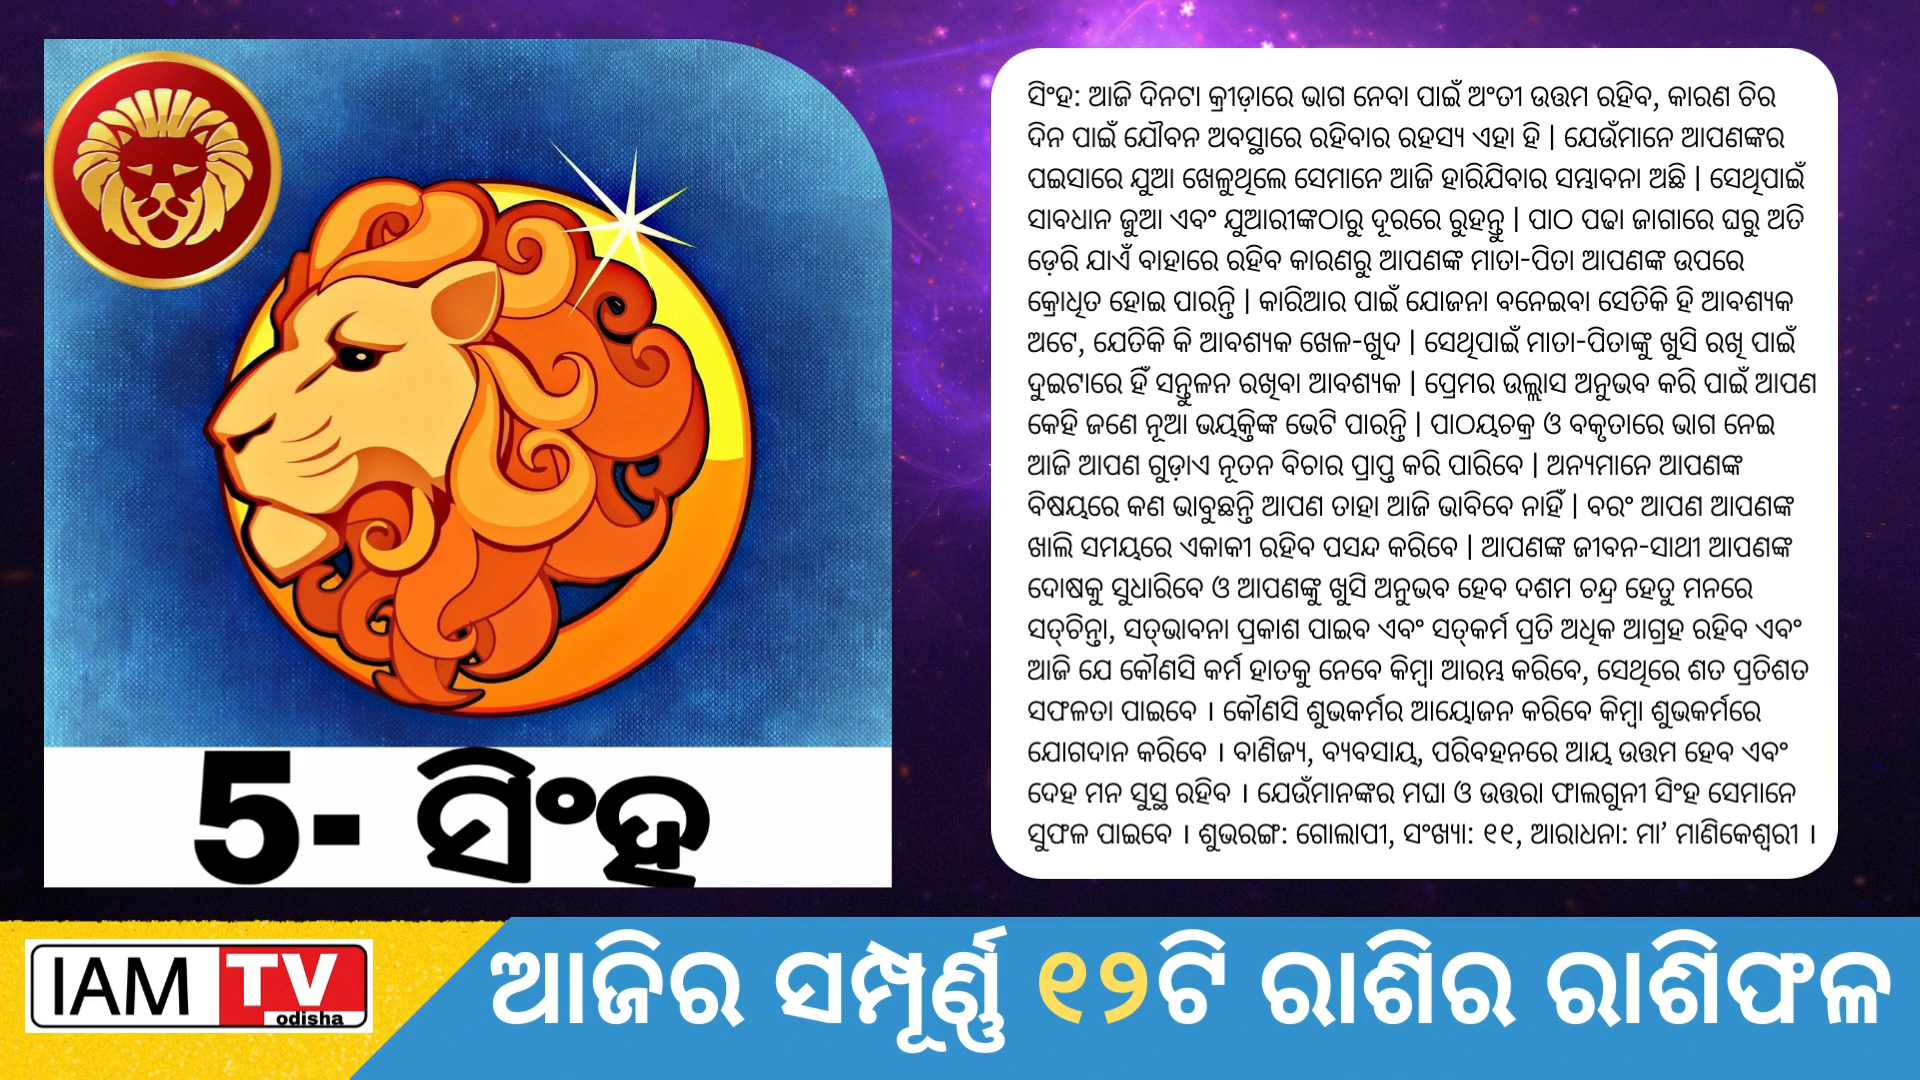 ସିଂହ: ଆଜି ଦିନଟା କ୍ରୀଡ଼ାରେ ଭାଗ ନେବା ପାଇଁ ଅଂତୀ ଉତ୍ତମ ରହିବ, କାରଣ ଚିର
ଦିନ ପାଇଁ ଯୌବନ ଅବସ୍ଥାରେ ରହିବାର ରହସ୍ୟ ଏହା ହି | ଯେଉଁମାନେ ଆପଣଙ୍କର
ପଇସାରେ ଯୁଆ ଖେଳୁଥିଲେ ସେମାନେ ଆଜି ହାରିଯିବାର ସମ୍ଭାବନା ଅଛି | ସେଥିପାଇଁ
ସାବଧାନ ଜୁଆ ଏବଂ ଯୁଆରୀଙ୍କଠାରୁ ଦୂରରେ ରୁହନ୍ତୁ | ପାଠ ପଢା ଜାଗାରେ ଘରୁ ଅତି
ଡ଼େରି ଯାଏଁ ବାହାରେ ରହିବ କାରଣରୁ ଆପଣଙ୍କ ମାତା-ପିତା ଆପଣଙ୍କ ଉପରେ
କ୍ରୋଧିତ ହୋଇ ପାରନ୍ତି | କାରିଆର ପାଇଁ ଯୋଜନା ବନେଇବା ସେତିକି ହି ଆବଶ୍ୟକ
ଅଟେ, ଯେତିକି କି ଆବଶ୍ୟକ ଖେଳ-ଖୁଦ | ସେଥିପାଇଁ ମାତା-ପିତାଙ୍କୁ ଖୁସି ରଖି ପାଇଁ
ଦୁଇଟାରେ ହିଁ ସନ୍ତୁଳନ ରଖିବା ଆବଶ୍ୟକ | ପ୍ରେମର ଉଲ୍ଲାସ ଅନୁଭବ କରି ପାଇଁ ଆପଣ
କେହି ଜଣେ ନୂଆ ଭୟକ୍ତିଙ୍କ ଭେଟି ପାରନ୍ତି | ପାଠୟଚକ୍ର ଓ ବକୃତାରେ ଭାଗ ନେଇ
ଆଜି ଆପଣ ଗୁଡ଼ାଏ ନୂତନ ବିଚାର ପ୍ରାପ୍ତ କରି ପାରିବେ | ଅନ୍ୟମାନେ ଆପଣଙ୍କ
ବିଷୟରେ କଣ ଭାବୁଛନ୍ତି ଆପଣ ତାହା ଆଜି ଭାବିବେ ନାହିଁ | ବରଂ ଆପଣ ଆପଣଙ୍କ
ଖାଲି ସମୟରେ ଏକାକୀ ରହିବ ପସନ୍ଦ କରିବେ | ଆପଣଙ୍କ ଜୀବନ-ସାଥୀ ଆପଣଙ୍କ
ଦୋଷକୁ ସୁଧାରିବେ ଓ ଆପଣଙ୍କୁ ଖୁସି ଅନୁଭବ ହେବ ଦଶମ ଚନ୍ଦ୍ର ହେତୁ ମନରେ
ସତ୍‌ଚିନ୍ତା, ସତ୍‌ଭାବନା ପ୍ରକାଶ ପାଇବ ଏବଂ ସତ୍‌କର୍ମ ପ୍ରତି ଅଧିକ ଆଗ୍ରହ ରହିବ ଏବଂ
ଆଜି ଯେ କୌଣସି କର୍ମ ହାତକୁ ନେବେ କିମ୍ବା ଆରମ୍ଭ କରିବେ, ସେଥିରେ ଶତ ପ୍ରତିଶତ
ସଫଳତା ପାଇବେ । କୌଣସି ଶୁଭକର୍ମର ଆୟୋଜନ କରିବେ କିମ୍ବା ଶୁଭକର୍ମରେ
ଯୋଗଦାନ କରିବେ । ବାଣିଜ୍ୟ, ବ୍ୟବସାୟ, ପରିବହନରେ ଆୟ ଉତ୍ତମ ହେବ ଏବଂ
ଦେହ ମନ ସୁସ୍ଥ ରହିବ । ଯେଉଁମାନଙ୍କର ମଘା ଓ ଉତ୍ତରା ଫାଲଗୁନୀ ସିଂହ ସେମାନେ
ସୁଫଳ ପାଇବେ । ଶୁଭରଙ୍ଗ: ଗୋଲାପୀ, ସଂଖ୍ୟା: ୧୧, ଆରାଧନା: ମା’ ମାଣିକେଶ୍ୱରୀ ।
5- ସିଂହ
IAM TV
odisha
ଆଜିର ସମ୍ପୂର୍ଣ୍ଣ ୧୨ଟି ରାଶିର ରାଶିଫଳ